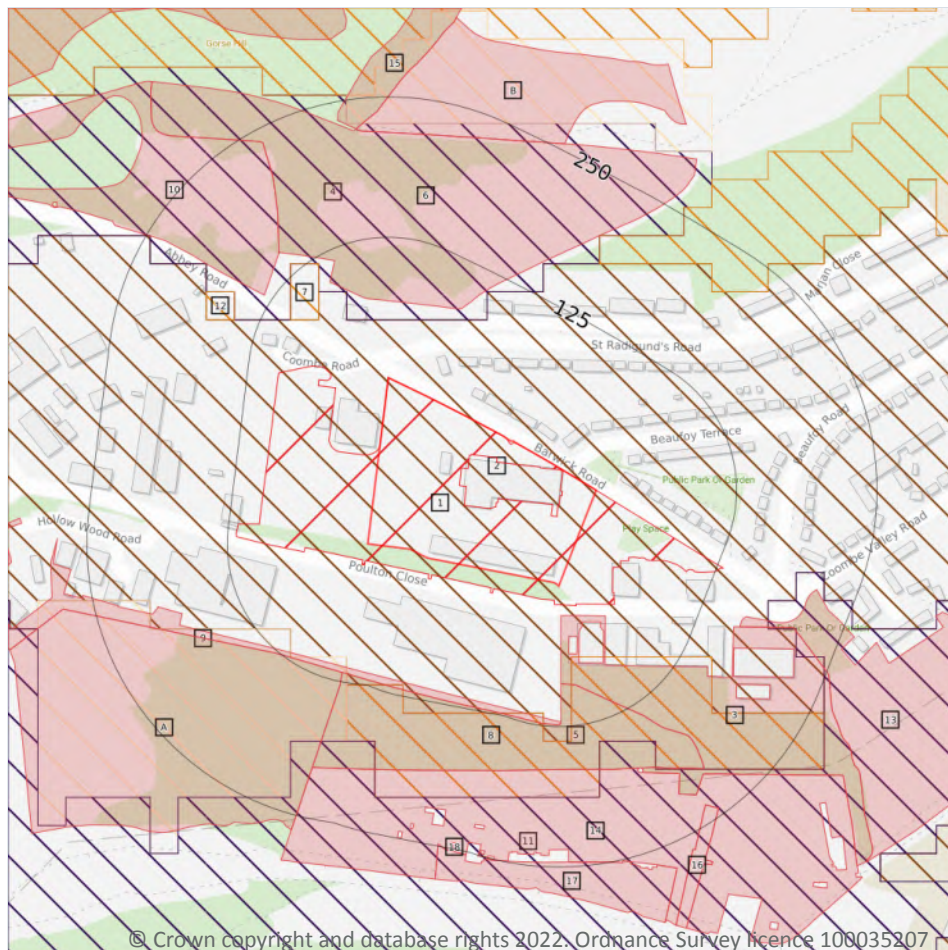 Gorse Hill
15
B
250
10
4
6
Abbey Road
7
12
125
Marjan Close
St Radigund's Road
Coombe Road
Beaufoy Road
Beaufoy Terrace
Barwick Road
2
Public Park Or Garden
1
Play Space
Hollow Wood Road
Coombe Valley Road
Poulton Close
Public Park Or Garden
9
A
8
5
3
13
14
11
18
16
17
© Crown copyright and database rights 2022. Ordnance Survey licence 100035207